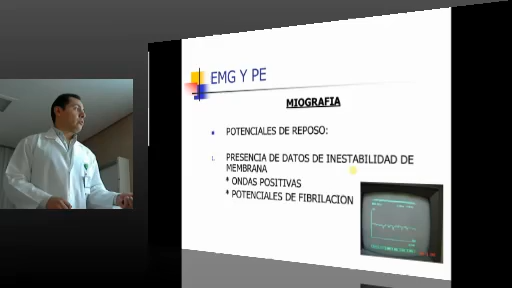 EMG Y PE
MIOGRAFIA
POTENCIALES DE REPOSO:
1. PRESENCIA DE DATOS DE INESTABILIDAD DE
MEMBRANA
* ONDAS POSITIVAS
* POTENCIALES DE FIBRILACION